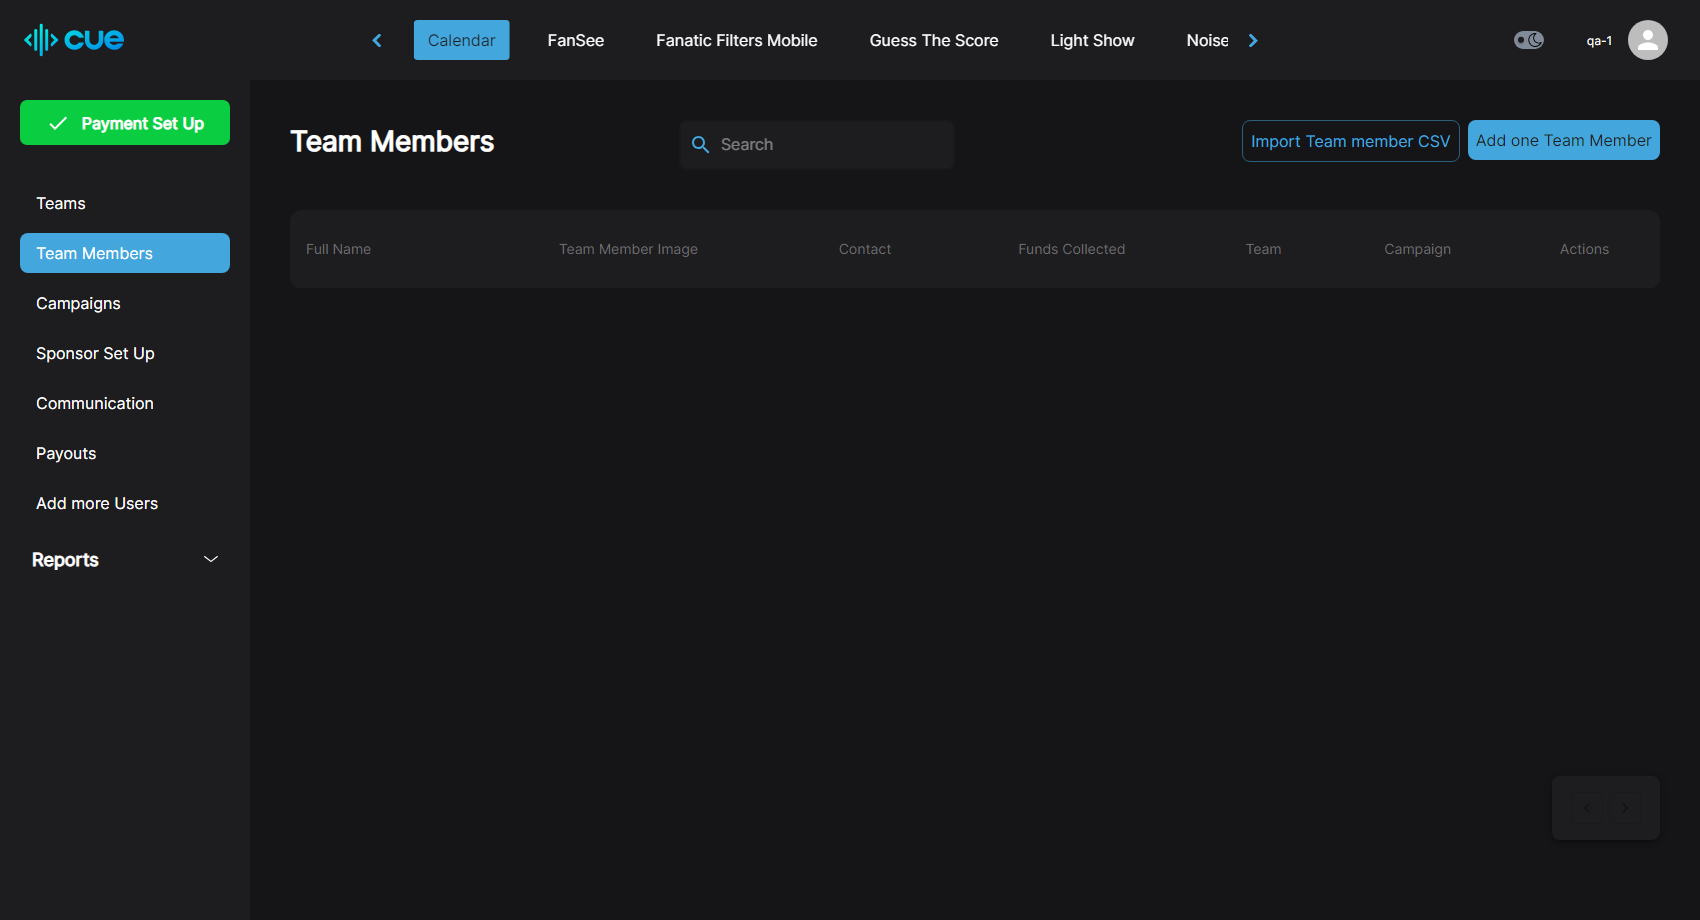 cue
Calendar
FanSee
Fanatic Filters Mobile
Guess The Score
Light Show
Noise
qa-1
Payment Set Up
Teams
Team Members
Campaigns
Sponsor Set Up
Communication
Payouts
Add more Users
Reports
Team Members
Search
Import Team member CSV
Add one Team Member
Full Name
Team Member Image
Contact
Funds Collected
Team
Campaign
Actions